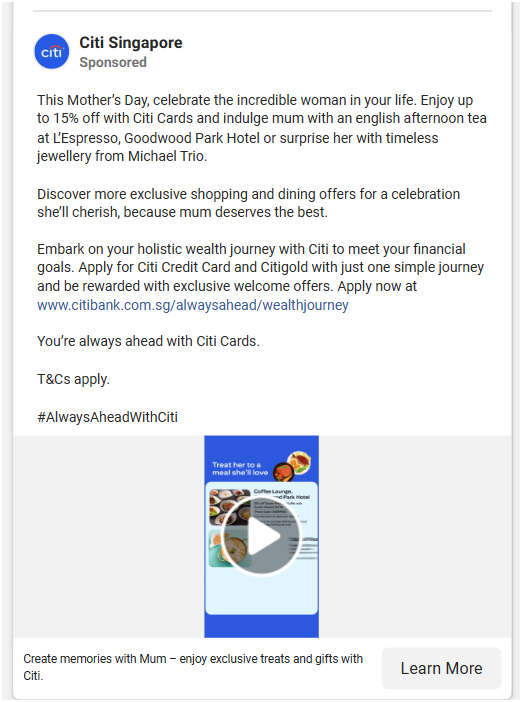 citi
Citi Singapore
Sponsored
This Mother's Day, celebrate the incredible woman in your life. Enjoy up
to 15% off with Citi Cards and indulge mum with an english afternoon tea
at L'Espresso, Goodwood Park Hotel or surprise her with timeless
jewellery from Michael Trio.
Discover more exclusive shopping and dining offers for a celebration
she'll cherish, because mum deserves the best.
Embark on your holistic wealth journey with Citi to meet your financial
goals. Apply for Citi Credit Card and Citigold with just one simple journey
and be rewarded with exclusive welcome offers. Apply now at
www.citibank.com.sg/alwaysahead/wealthjourney
You're always ahead with Citi Cards.
T&Cs apply.
#AlwaysAheadWithCiti
Treat her to a
meal she'll love
Coffee Lounge,
Park Hotel
Create memories with Mum – enjoy exclusive treats and gifts with
Citi.
Learn More